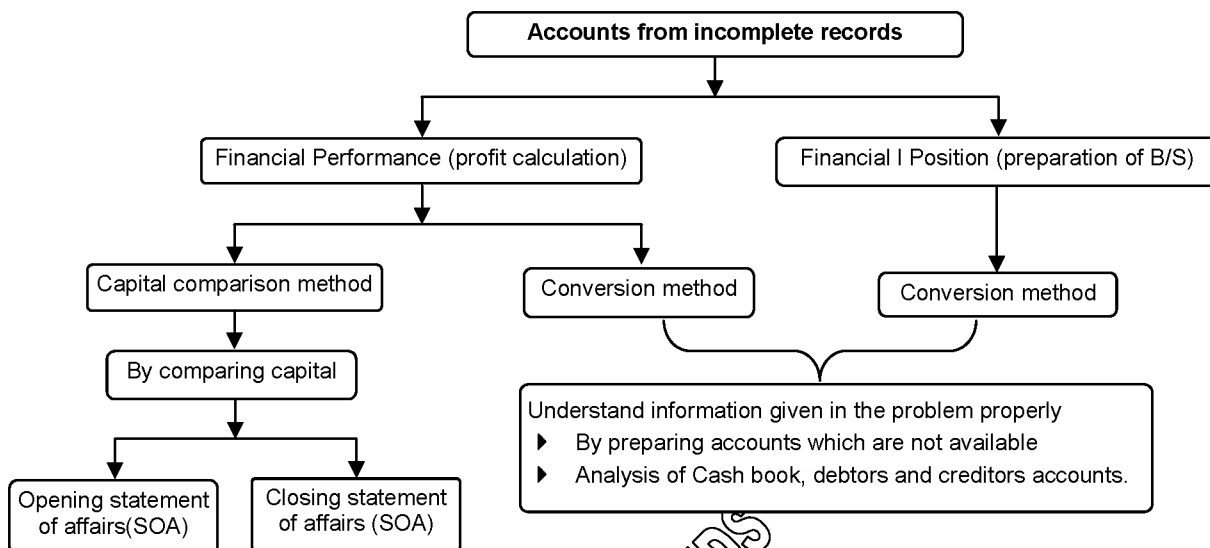 Accounts from incomplete records
Financial Performance (profit calculation)
Financial I Position (preparation of B/S)
Capital comparison method
Conversion method
Conversion method
By comparing capital
Understand information given in the problem properly
By preparing accounts which are not available
Analysis of Cash book, debtors and creditors accounts.
Opening statement
of affairs(SOA)
Closing statement
of affairs (SOA)